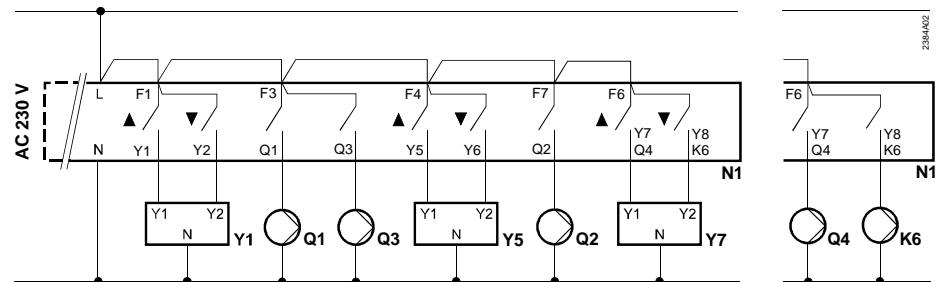 2384A02
AC 230 V
L F1 F3 F4 F7 F6 F6
Y7 Y8 Y7 Y8
N Y1 Y2 Q1 Q3 Y5 Y6 Q2 Q4 K6 Q4 K6
N1 N1
Y1 Y2 Y1 Y2 Y1 Y2
N Y1 Q1 Q3 N Y5 Q2 N Y7 Q4 K6